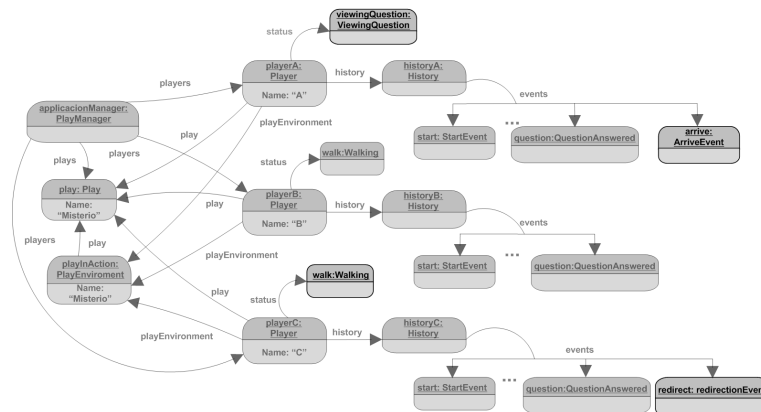 viewingQuestion:
ViewingQuestion
status
playerA:
Player
Name: “A”
history
historyA:
History
events
players
applicacionManager:
PlayManager
play
playEnvironment
start: StartEvent
...
question:QuestionAnswered
arrive:
ArriveEvent
plays
players
status
walk:Walking
play: Play
Name:
“Misterio”
play
playerB:
Player
Name: “B”
history
historyB:
History
events
players
play
playInAction:
PlayEnviroment
Name:
“Misterio”
playEnvironment
start: StartEvent
...
question:QuestionAnswered
play
status
walk:Walking
playEnvironment
playerC:
Player
Name: “C”
history
historyC:
History
events
start: StartEvent
...
question:QuestionAnswered
redirect: redirectionEven